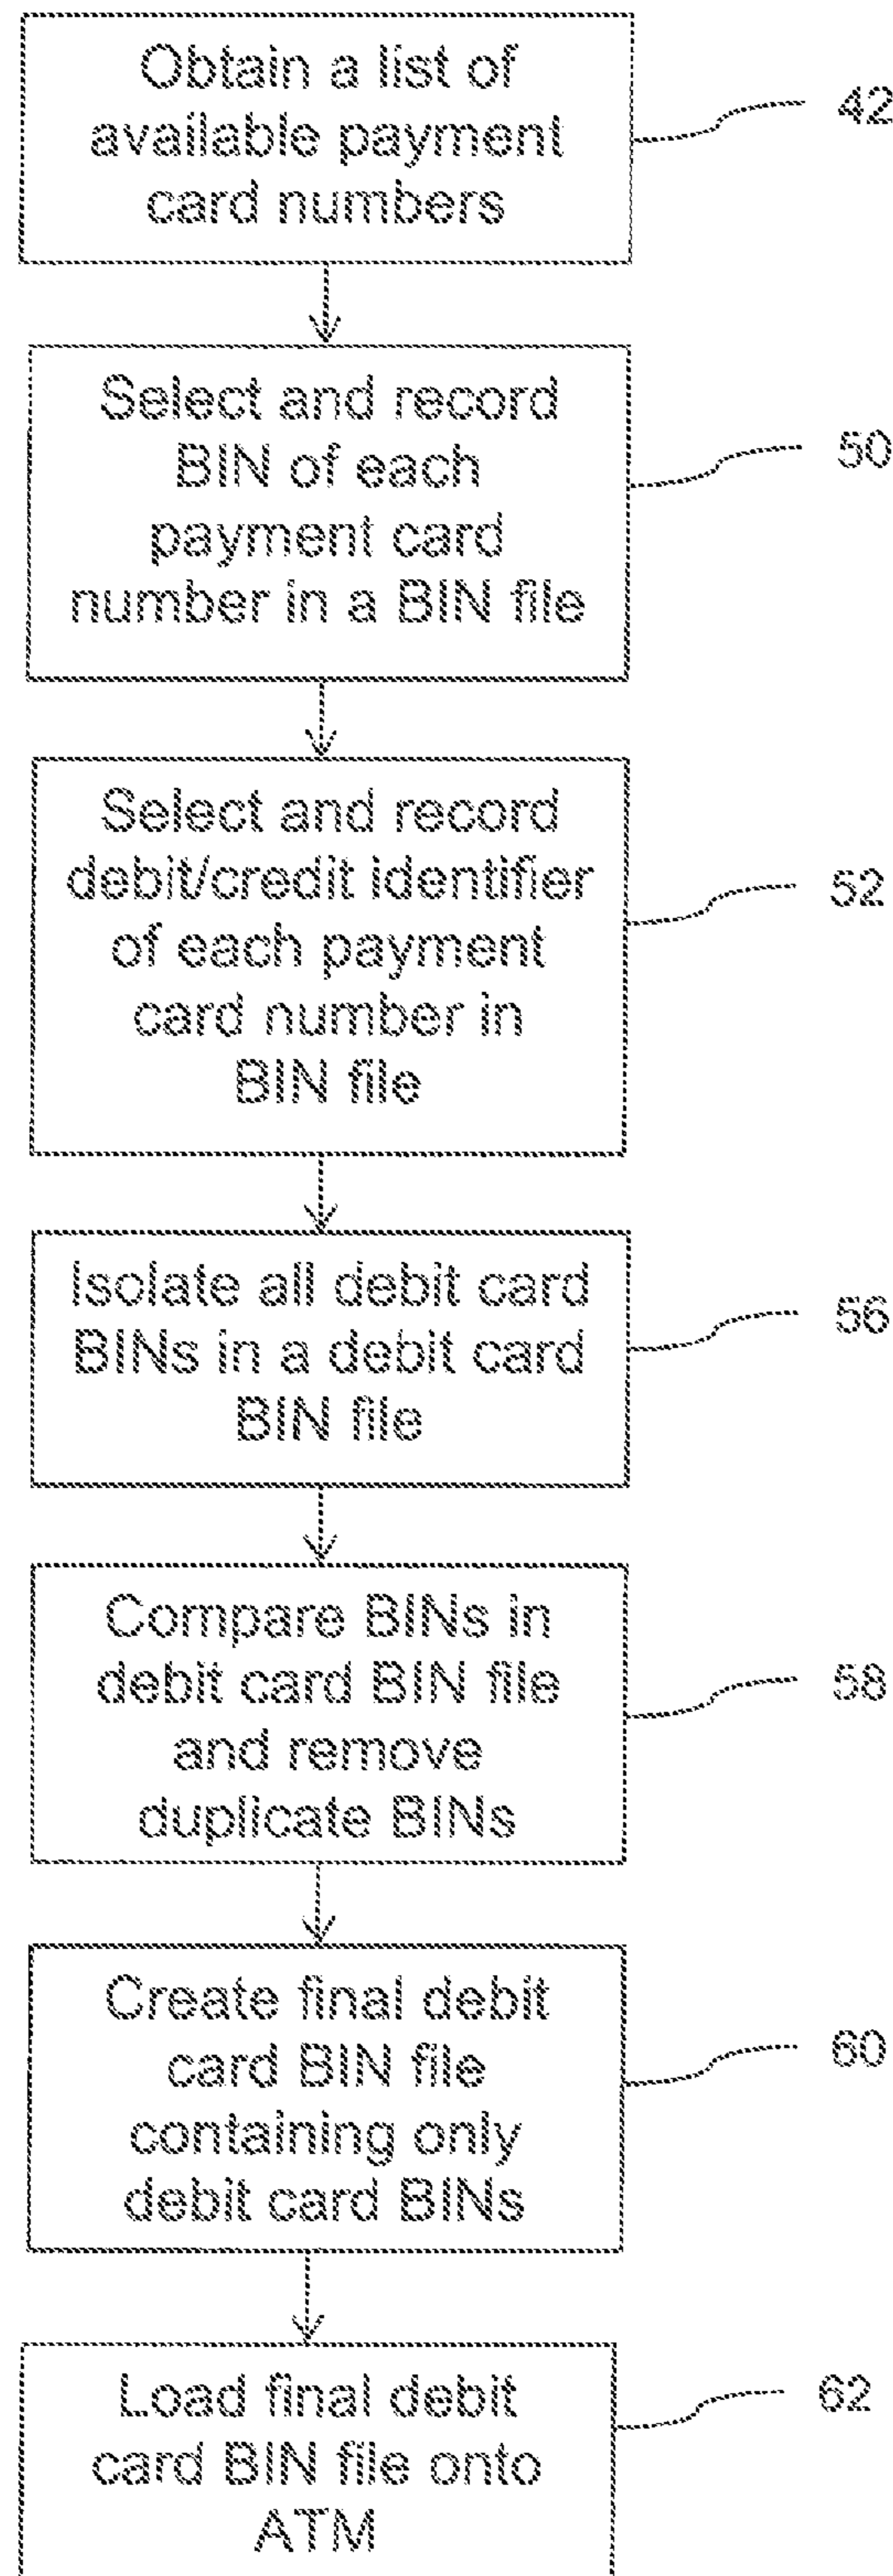 Obtain a list of
available payment
card numbers
42
Select and record
BIN of each
payment card
number in a BIN file
50
Select and record
debit/credit identifier
of each payment
card number in
BIN file
52
Isolate all debit card
BINs in a debit card
BIN file
56
Compare BINs in
debit card BIN file
and remove
duplicate BINs
58
Create final debit
card BIN file
containing only
debit card BINs
60
Load final debit
card BIN file onto
ATM
62